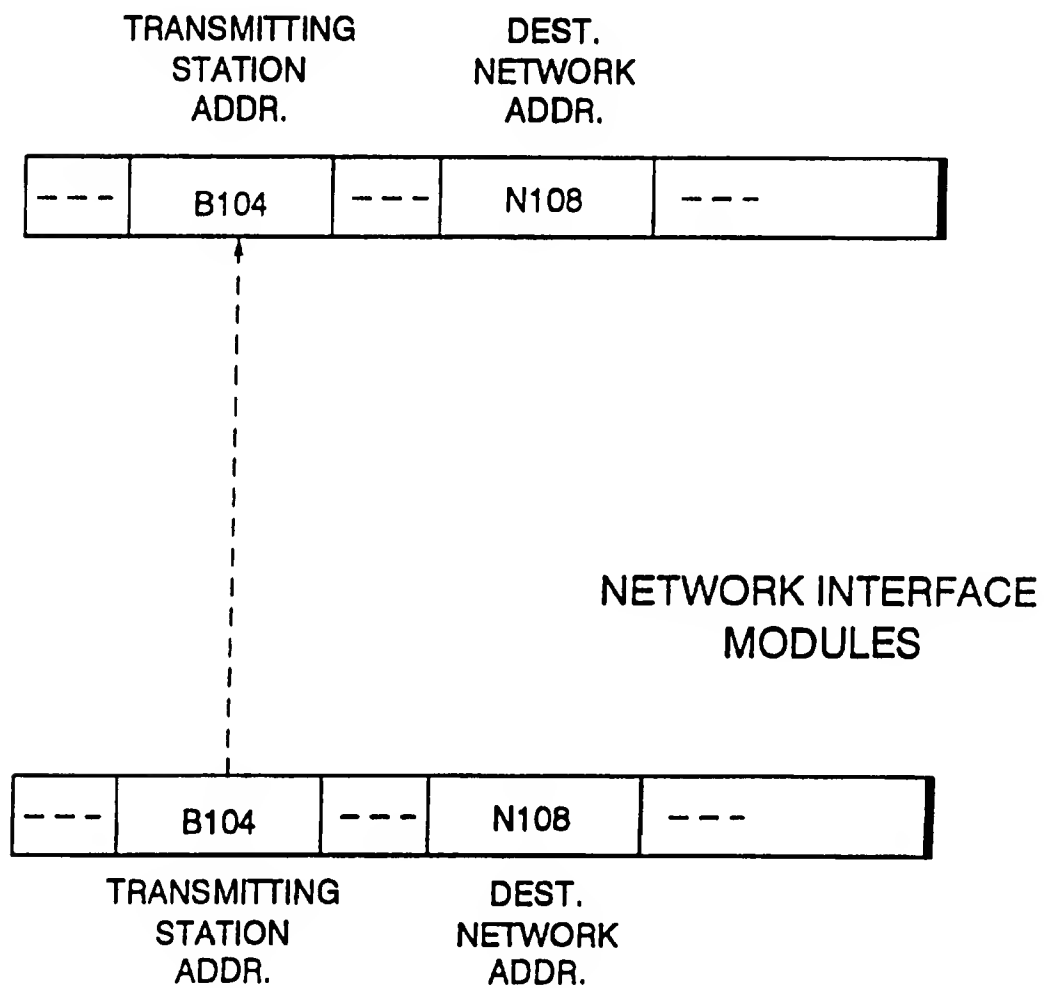 TRANSMITTING
STATION
ADDR.
DEST.
NETWORK
ADDR.
--- B104 --- N108 ---
NETWORK INTERFACE
MODULES
--- B104 --- N108 ---
TRANSMITTING
STATION
ADDR.
DEST.
NETWORK
ADDR.